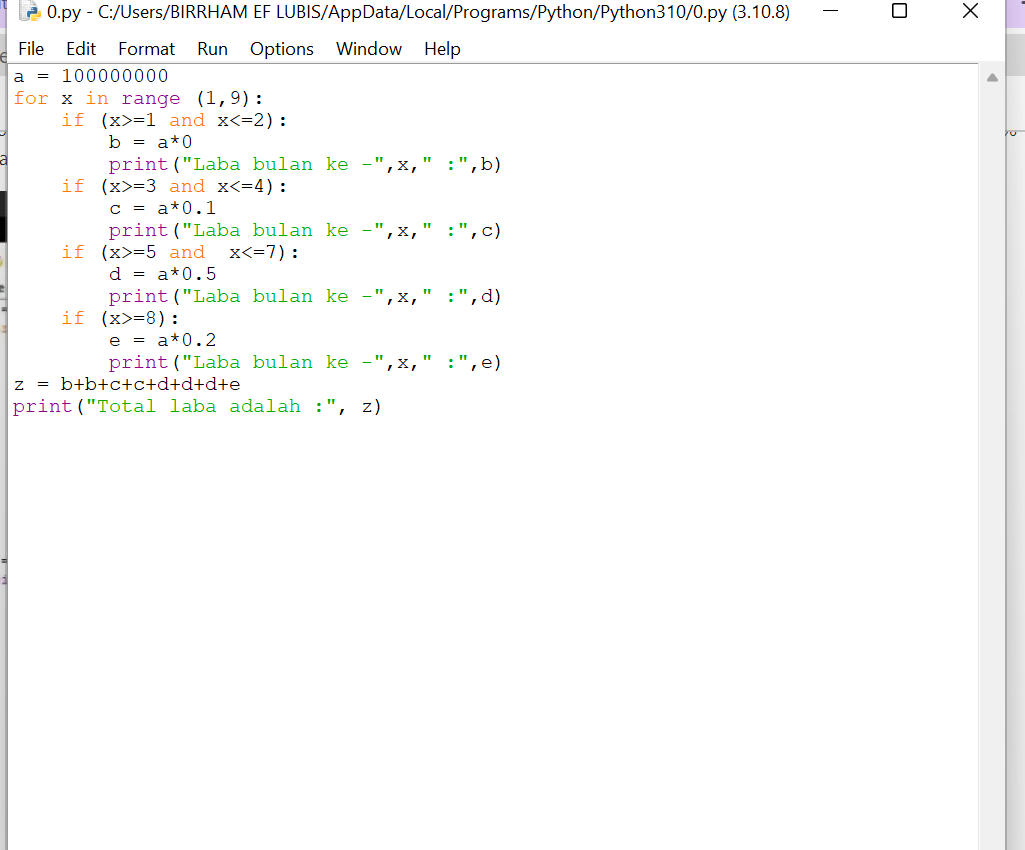 0.py - C:/Users/BIRRHAM EF LUBIS/AppData/Local/Programs/Python/Python310/0.py (3.10.8)
File Edit Format Run Options Window Help
a = 100000000
for x in range (1,9):
    if (x>=1 and x<=2):
        b = a*0
        print("Laba bulan ke -",x," :",b)
    if (x>=3 and x<=4):
        c = a*0.1
        print("Laba bulan ke -",x," :",c)
    if (x>=5 and  x<=7):
        d = a*0.5
        print("Laba bulan ke -",x," :",d)
    if (x>=8):
        e = a*0.2
        print("Laba bulan ke -",x," :",e)
z = b+b+c+c+d+d+d+e
print("Total laba adalah :", z)